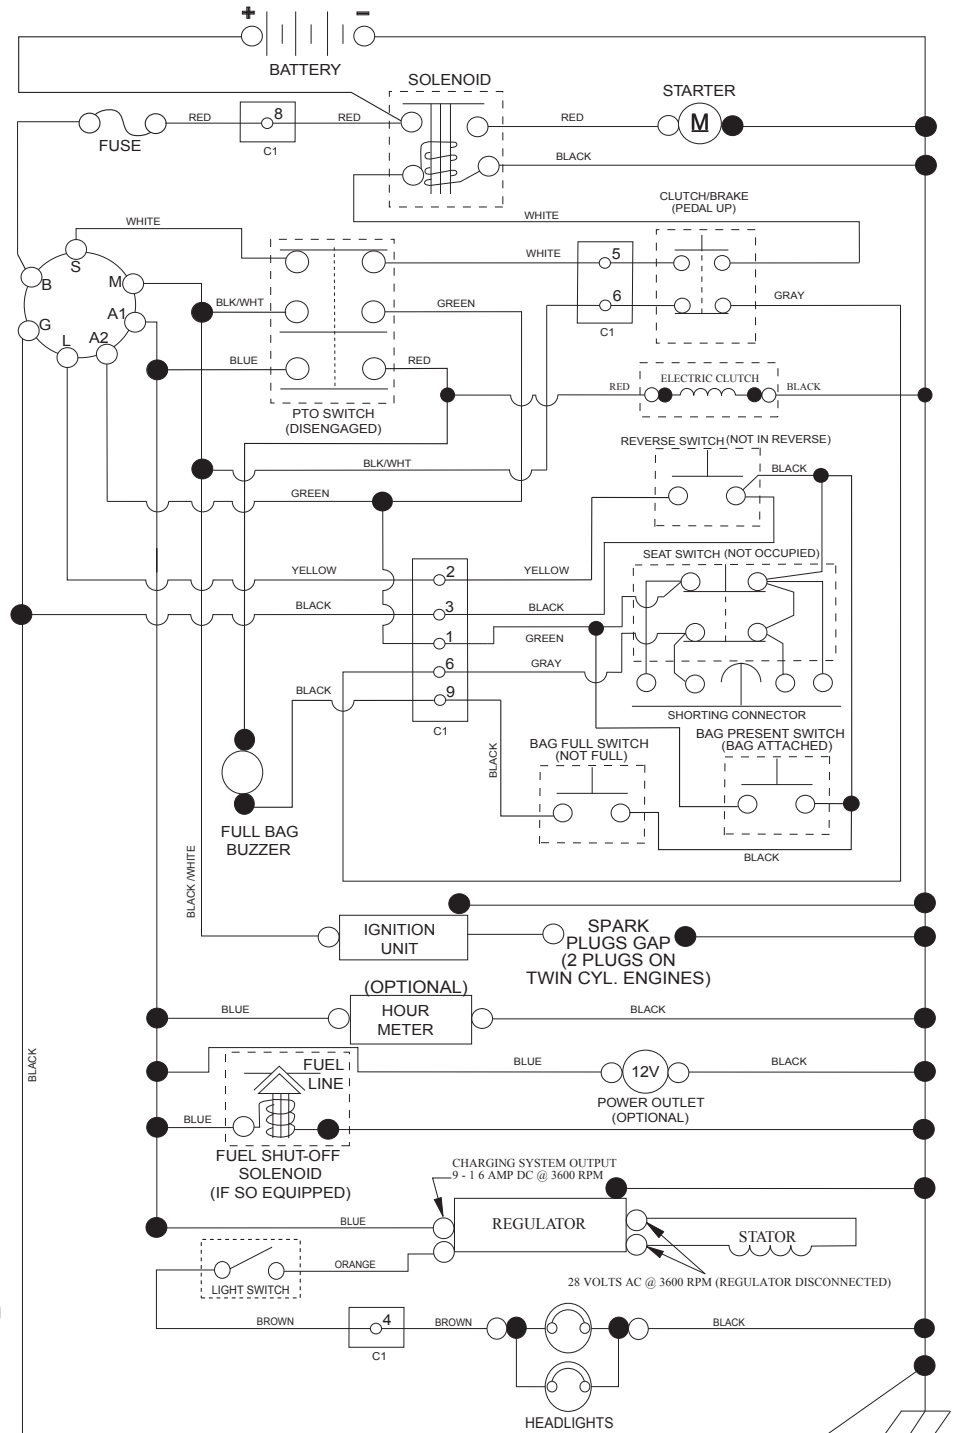 + −
BATTERY
SOLENOID
STARTER
RED
8
RED
RED
M
FUSE
C1
BLACK
CLUTCH/BRAKE
(PEDAL UP)
WHITE
WHITE
S
WHITE
5
B
M
BLK/WHT
GREEN
6
GRAY
G
A1
C1
L
A2
BLUE
RED
ELECTRIC CLUTCH
RED
BLACK
PTO SWITCH
(DISENGAGED)
REVERSE SWITCH (NOT IN REVERSE)
BLK/WHT
BLACK
GREEN
SEAT SWITCH (NOT OCCUPIED)
YELLOW
2
YELLOW
BLACK
3
BLACK
1
GREEN
6
GRAY
BLACK
9
SHORTING CONNECTOR
C1
BLACK
BAG FULL SWITCH
(NOT FULL)
BAG PRESENT SWITCH
(BAG ATTACHED)
FULL BAG
BUZZER
BLACK
BLACK /WHITE
IGNITION
UNIT
SPARK
PLUGS GAP
(2 PLUGS ON
TWIN CYL. ENGINES)
(OPTIONAL)
BLUE
HOUR
METER
BLACK
BLACK
FUEL
LINE
BLUE
12V
BLACK
POWER OUTLET
(OPTIONAL)
BLUE
FUEL SHUT-OFF
SOLENOID
(IF SO EQUIPPED)
CHARGING SYSTEM OUTPUT
9 - 1 6 AMP DC @ 3600 RPM
BLUE
REGULATOR
STATOR
ORANGE
LIGHT SWITCH
28 VOLTS AC @ 3600 RPM (REGULATOR DISCONNECTED)
BROWN
4
BROWN
BLACK
C1
HEADLIGHTS